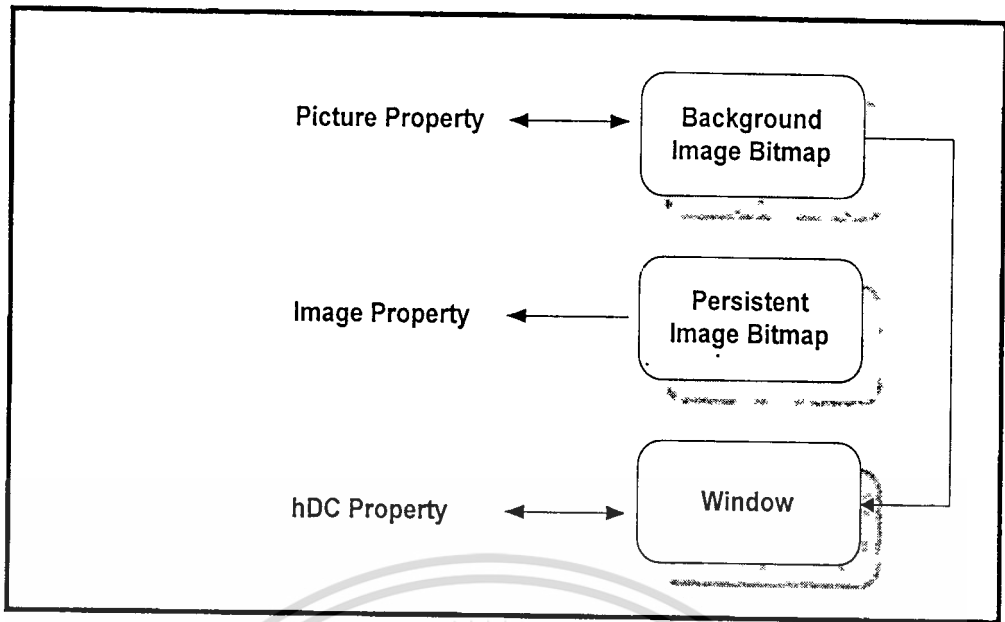 Picture Property
Background
Image Bitmap
Image Property
Persistent
Image Bitmap
hDC Property
Window